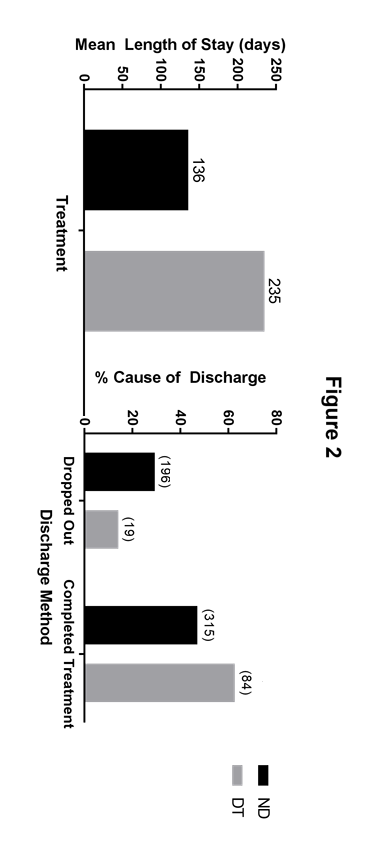 Figure 2
Mean Length of Stay (days)
250
200
150
100
50
0
136
235
Treatment
% Cause of Discharge
80
60
40
20
0
(196)
(19)
(315)
(84)
Dropped Out
Completed Treatment
Discharge Method
ND
DT